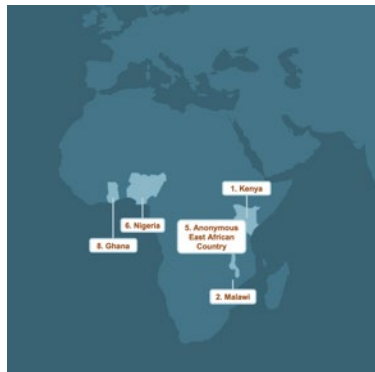 1. Kenya
5. Anonymous
East African
Country
6. Nigeria
8. Ghana
2. Malawi